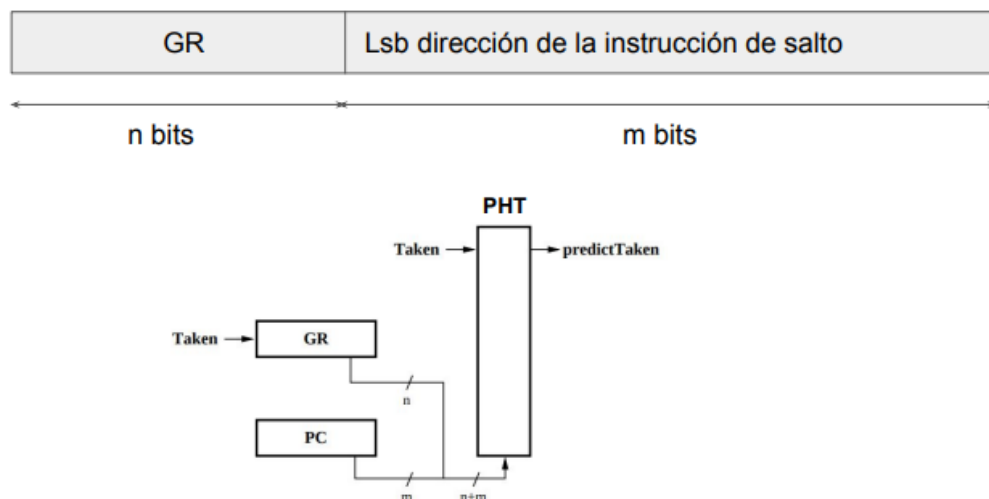 GR
Lsb dirección de la instrucción de salto
n bits
m bits
PHT
Taken
predictTaken
Taken
GR
n
PC
m
n+m